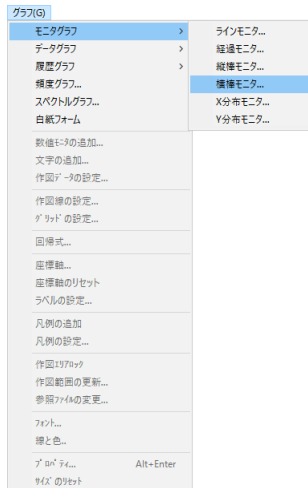 グラフ(G)
モニタグラフ >
データグラフ >
履歴グラフ >
頻度グラフ...
スペクトルグラフ...
白紙フォーム
数値ﾓﾆﾀの追加...
文字の追加...
作図ﾃﾞｰﾀの設定...
作図線の設定...
ｸﾞﾘｯﾄﾞの設定...
回帰式...
座標軸...
座標軸のリセット
ラベルの設定...
凡例の追加
凡例の設定...
作図ｴﾘｱﾛｯｸ
作図範囲の更新...
参照ﾌｧｲﾙの変更...
ﾌｫﾝﾄ...
線と色..
ﾌﾟﾛﾊﾟﾃｨ... Alt+Enter
ｻｲｽﾞのﾘｾｯﾄ
ラインモニタ...
経過モニタ...
縦棒モニタ...
横棒モニタ...
X分布モニタ...
Y分布モニタ...